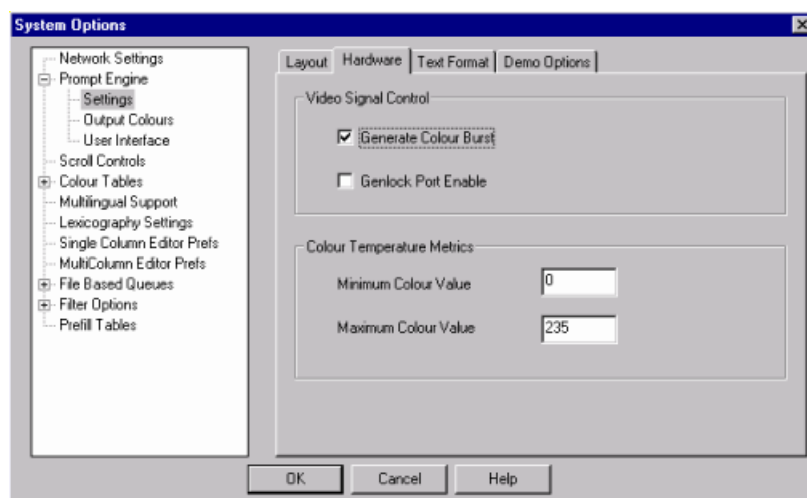 System Options
Network Settings
Prompt Engine
Settings
Output Colours
User Interface
Scroll Controls
Colour Tables
Multilingual Support
Lexicography Settings
Single Column Editor Prefs
MultiColumn Editor Prefs
File Based Queues
Filter Options
Prefill Tables
Layout Hardware Text Format Demo Options
Video Signal Control
Generate Colour Burst
Genlock Port Enable
Colour Temperature Metrics
Minimum Colour Value 0
Maximum Colour Value 235
OK Cancel Help